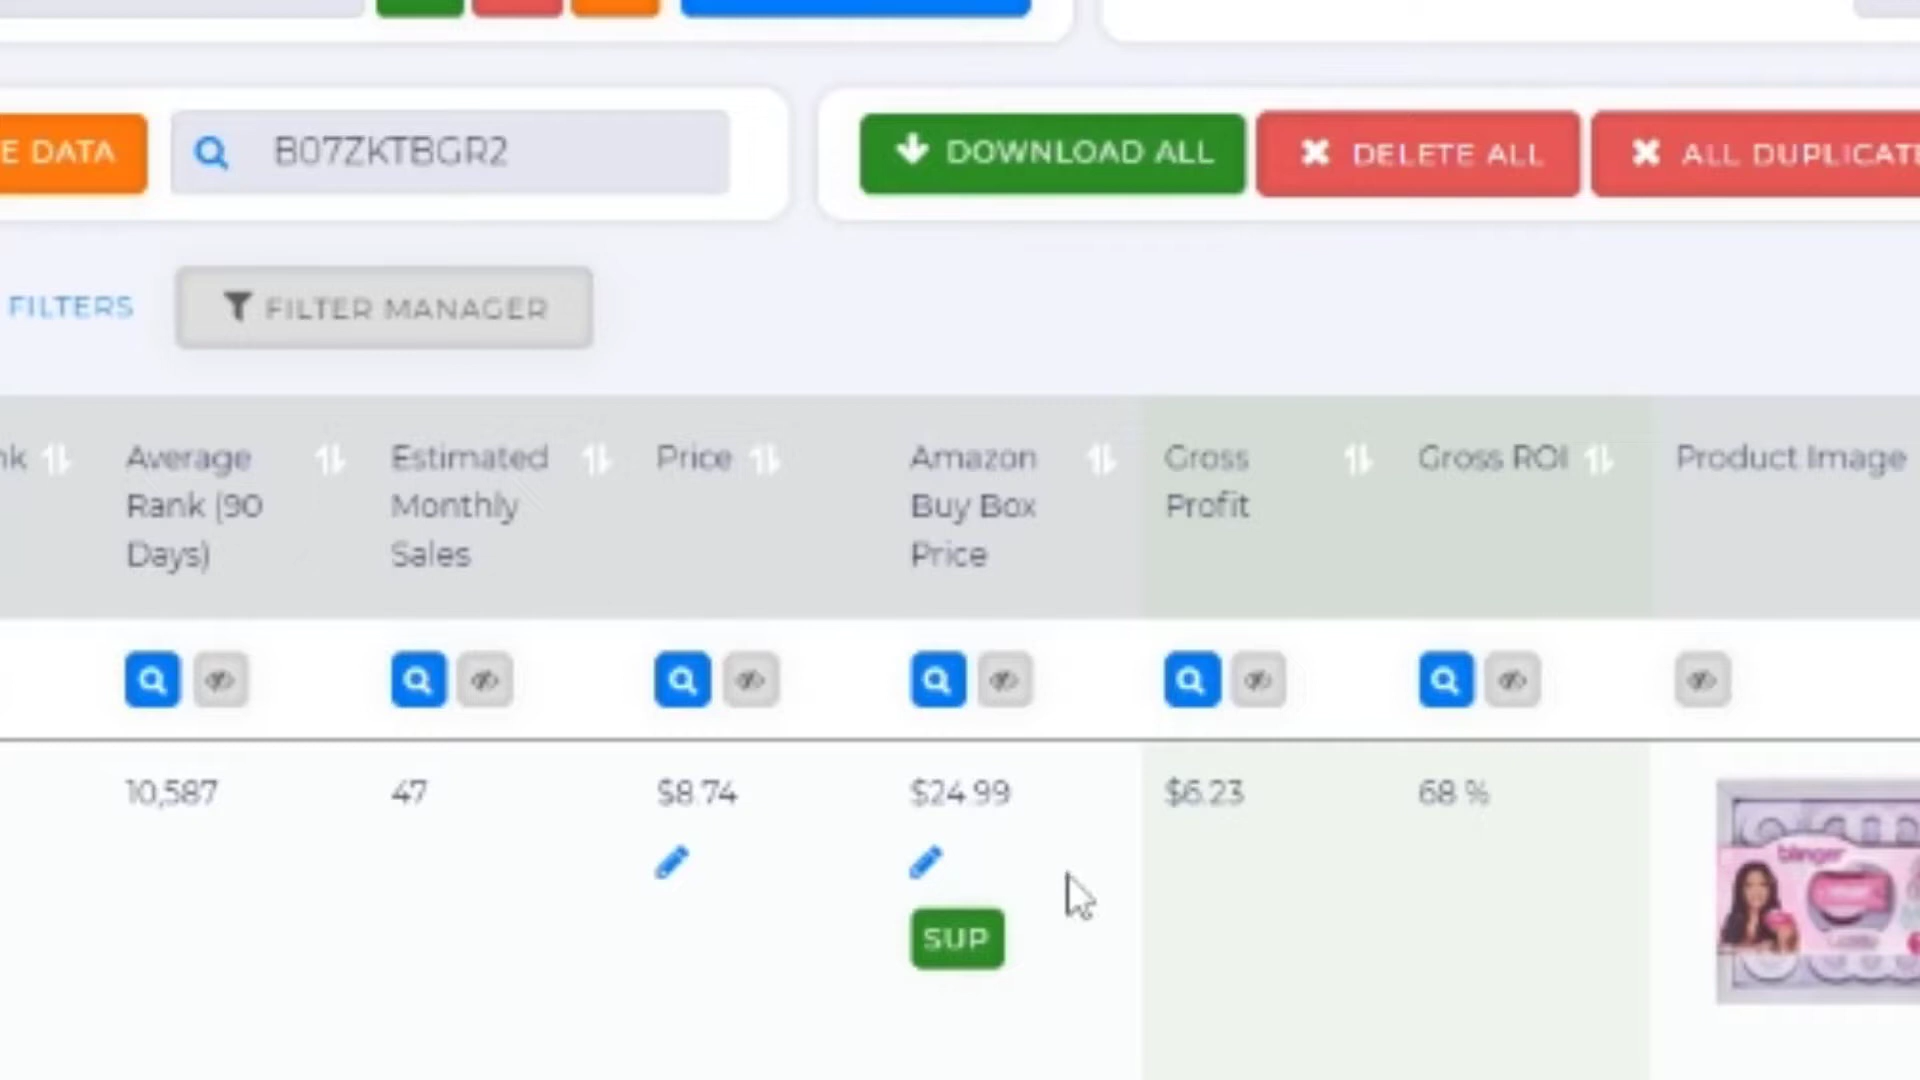 E DATA
B07ZKTBGR2
DOWNLOAD ALL
DELETE ALL
ALL DUPLICATE
FILTERS
FILTER MANAGER
nk
Average
Rank (90
Days)
Estimated
Monthly
Sales
Price
Amazon
Buy Box
Price
Gross
Profit
Gross ROI
Product Image
10,587
47
$8.74
$24.99
$6.23
68 %
SUP
blinger